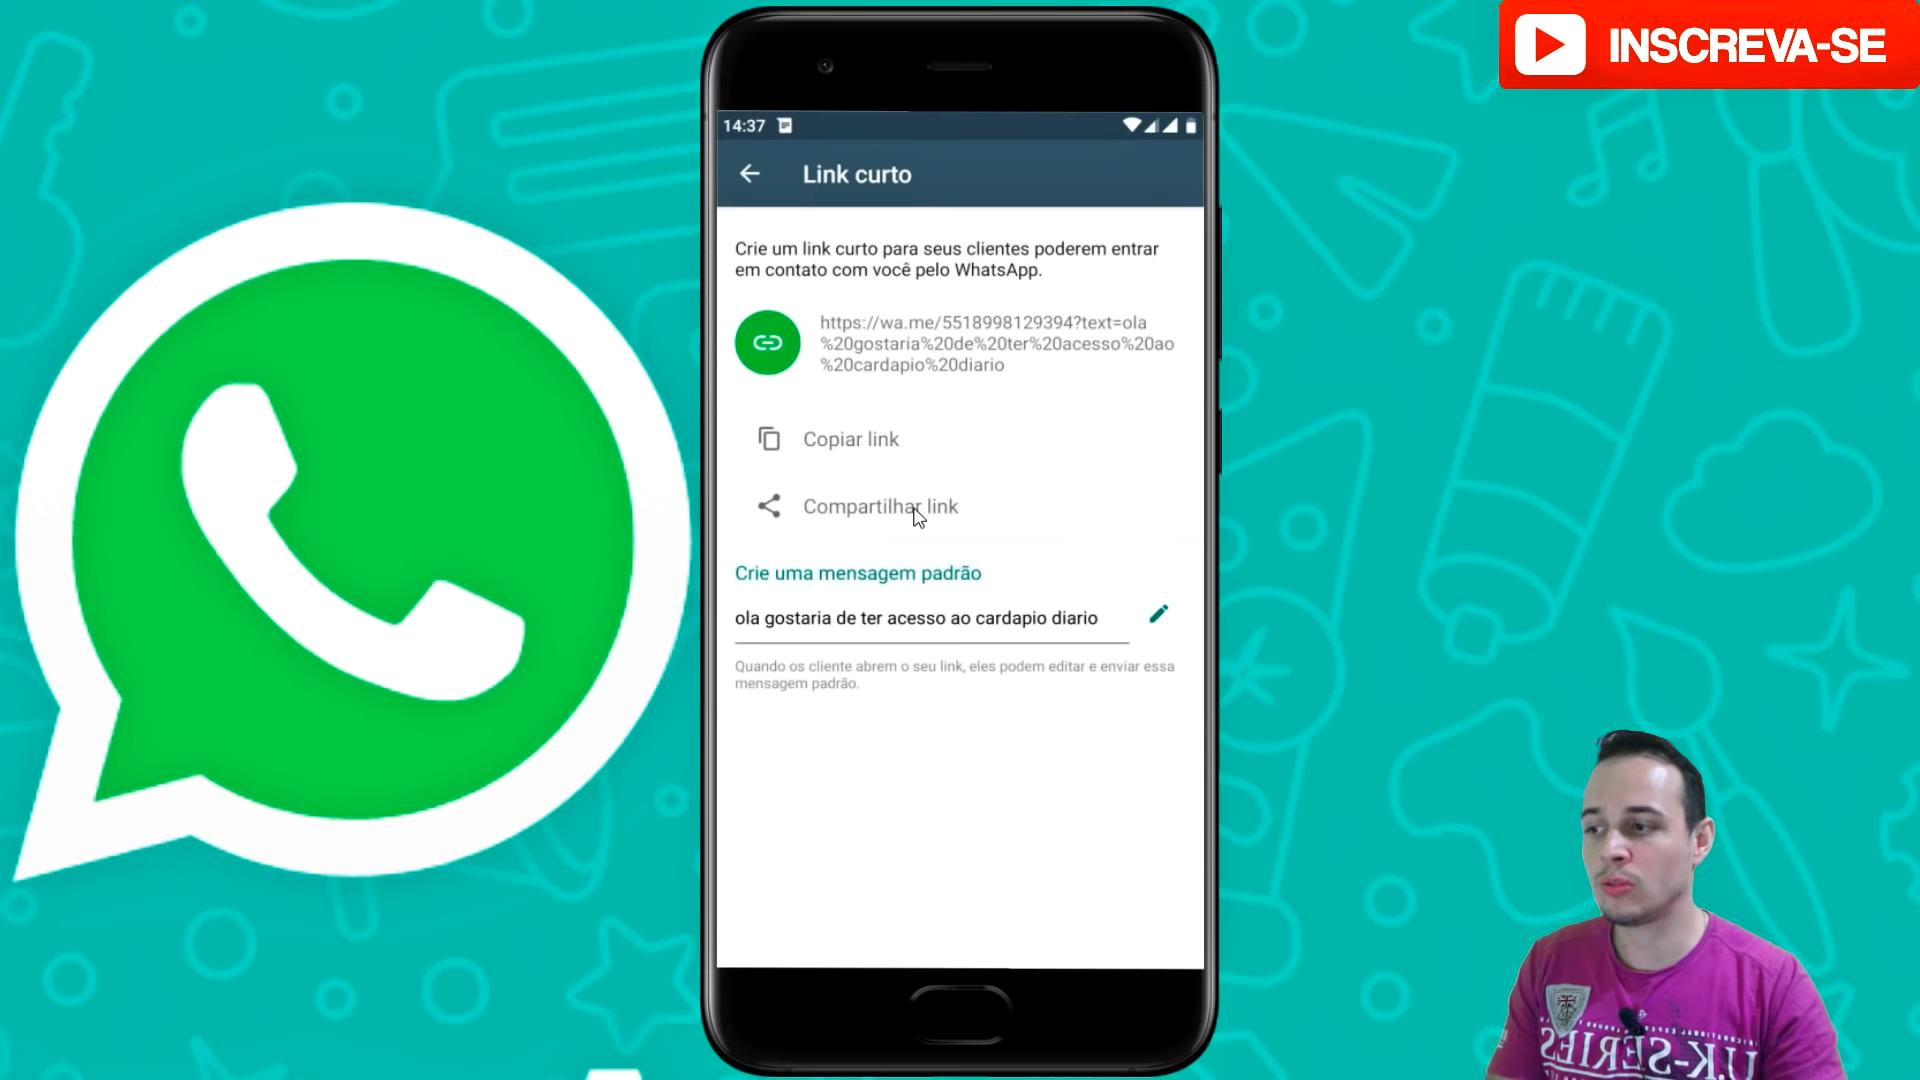 INSCREVA-SE
14:37
Link curto
Crie um link curto para seus clientes poderem entrar
em contato com você pelo WhatsApp.
https://wa.me/5518998129394?text=ola
%20gostaria%20de%20ter%20acesso%20ao
%20cardapio%20diario
Copiar link
Compartilhar link
Crie uma mensagem padrão
ola gostaria de ter acesso ao cardapio diario
Quando os cliente abrem o seu link, eles podem editar e enviar essa
mensagem padrão.
U.K-SERIES